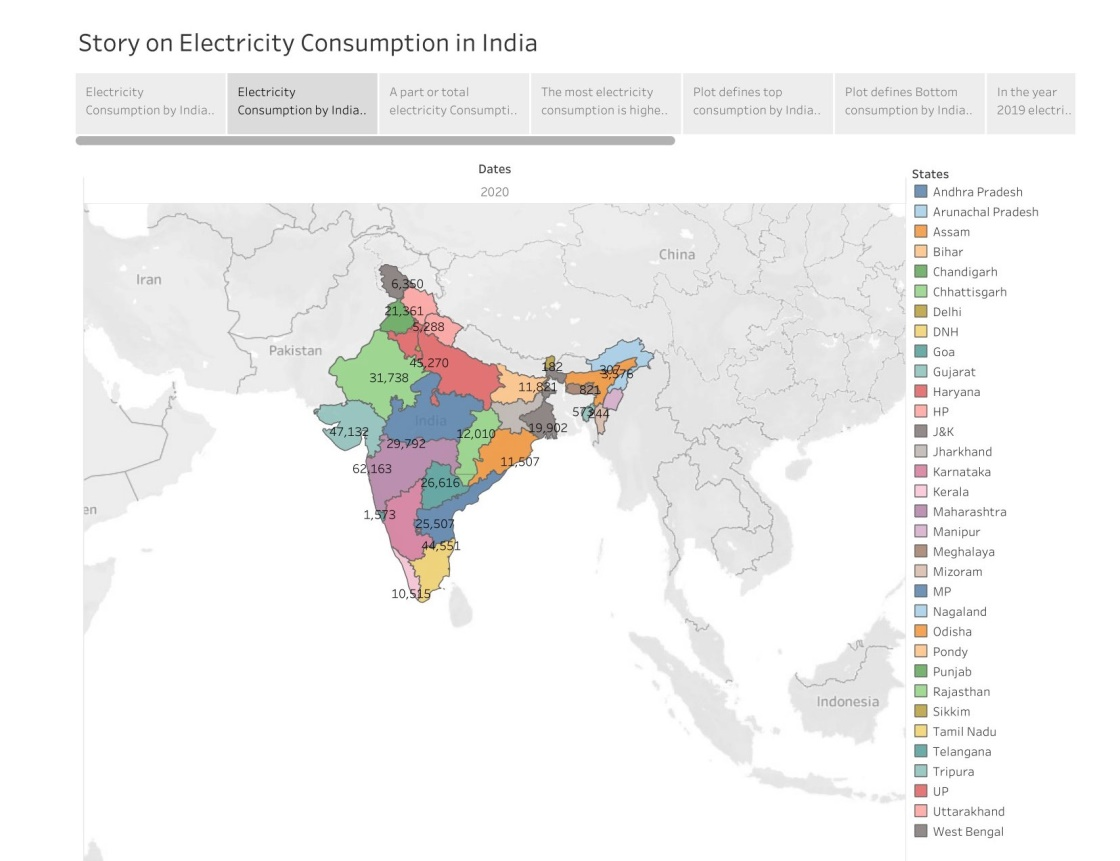 Story on Electricity Consumption in India
Electricity
Consumption by India..
Electricity
Consumption by India..
A part or total
electricity Consumpti..
The most electricity
consumption is highe..
Plot defines top
consumption by India..
Plot defines Bottom
consumption by India..
In the year
2019 electri..
Dates
2020
China
Iran
Pakistan
India
en
Indonesia
6,350
21,361
5,288
45,270
31,738
182
11,821
307
3,576
821
573
244
47,132
29,792
12,010
19,902
62,163
11,507
26,616
1,573
25,507
44,551
10,515
States
Andhra Pradesh
Arunachal Pradesh
Assam
Bihar
Chandigarh
Chhattisgarh
Delhi
DNH
Goa
Gujarat
Haryana
HP
J&K
Jharkhand
Karnataka
Kerala
Maharashtra
Manipur
Meghalaya
Mizoram
MP
Nagaland
Odisha
Pondy
Punjab
Rajasthan
Sikkim
Tamil Nadu
Telangana
Tripura
UP
Uttarakhand
West Bengal